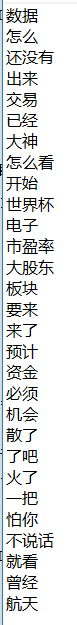 数据
怎么
还没有
出来
交易
已经
大神
怎么看
开始
世界杯
电子
市盈率
大股东
板块
要来
来了
预计
资金
必须
机会
散了
了吧
火了
一把
怕你
不说话
就看
曾经
航天